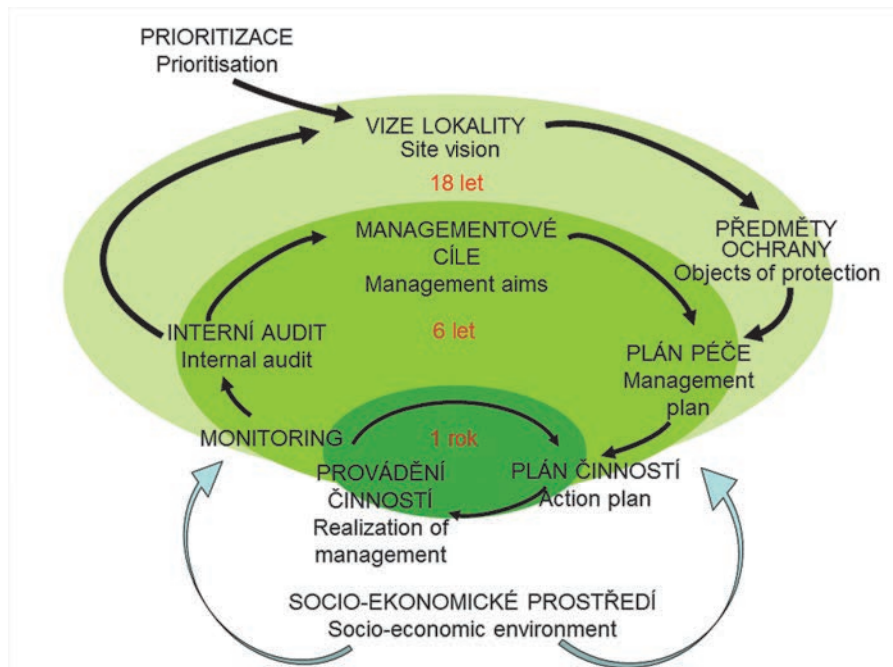 PRIORITIZACE
Prioritisation
VIZE LOKALITY
Site vision
18 let
PŘEDMĚTY
OCHRANY
Objects of protection
MANAGEMENTOVÉ
CÍLE
Management aims
6 let
INTERNÍ AUDIT
Internal audit
PLÁN PÉČE
Management
plan
MONITORING
1 rok
PROVÁDĚNÍ
ČINNOSTÍ
Realization of
management
PLÁN ČINNOSTÍ
Action plan
SOCIO-EKONOMICKÉ PROSTŘEDÍ
Socio-economic environment